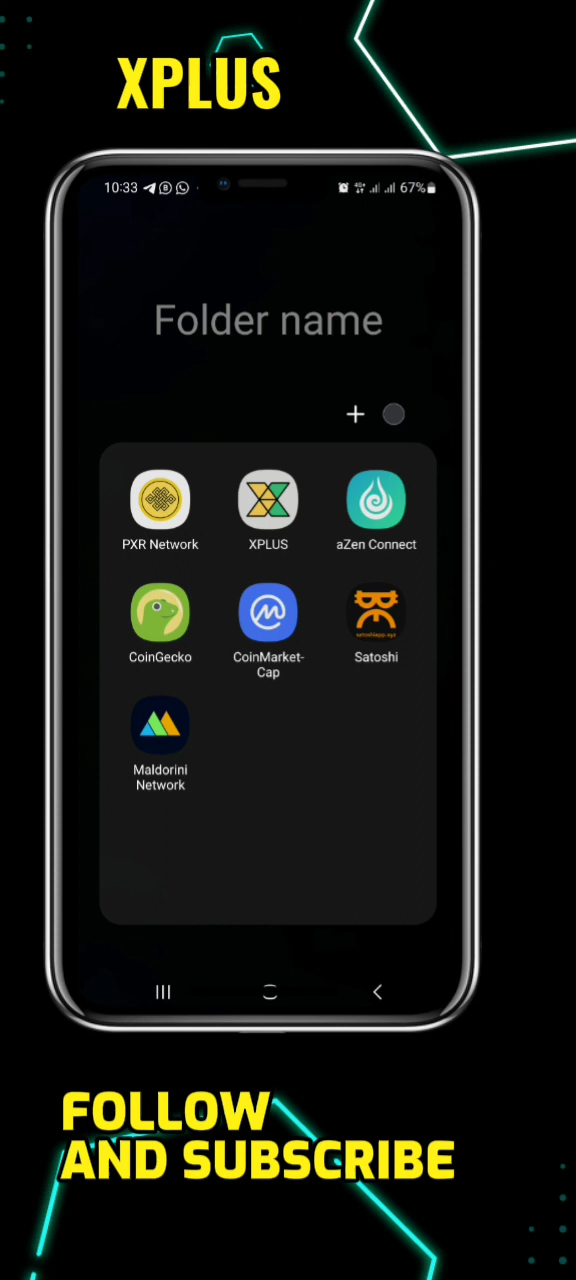 XPLUS
10:33
67%
Folder name
PXR Network
XPLUS
aZen Connect
CoinGecko
CoinMarket-
Cap
Satoshi
Maldorini
Network
FOLLOW
AND SUBSCRIBE